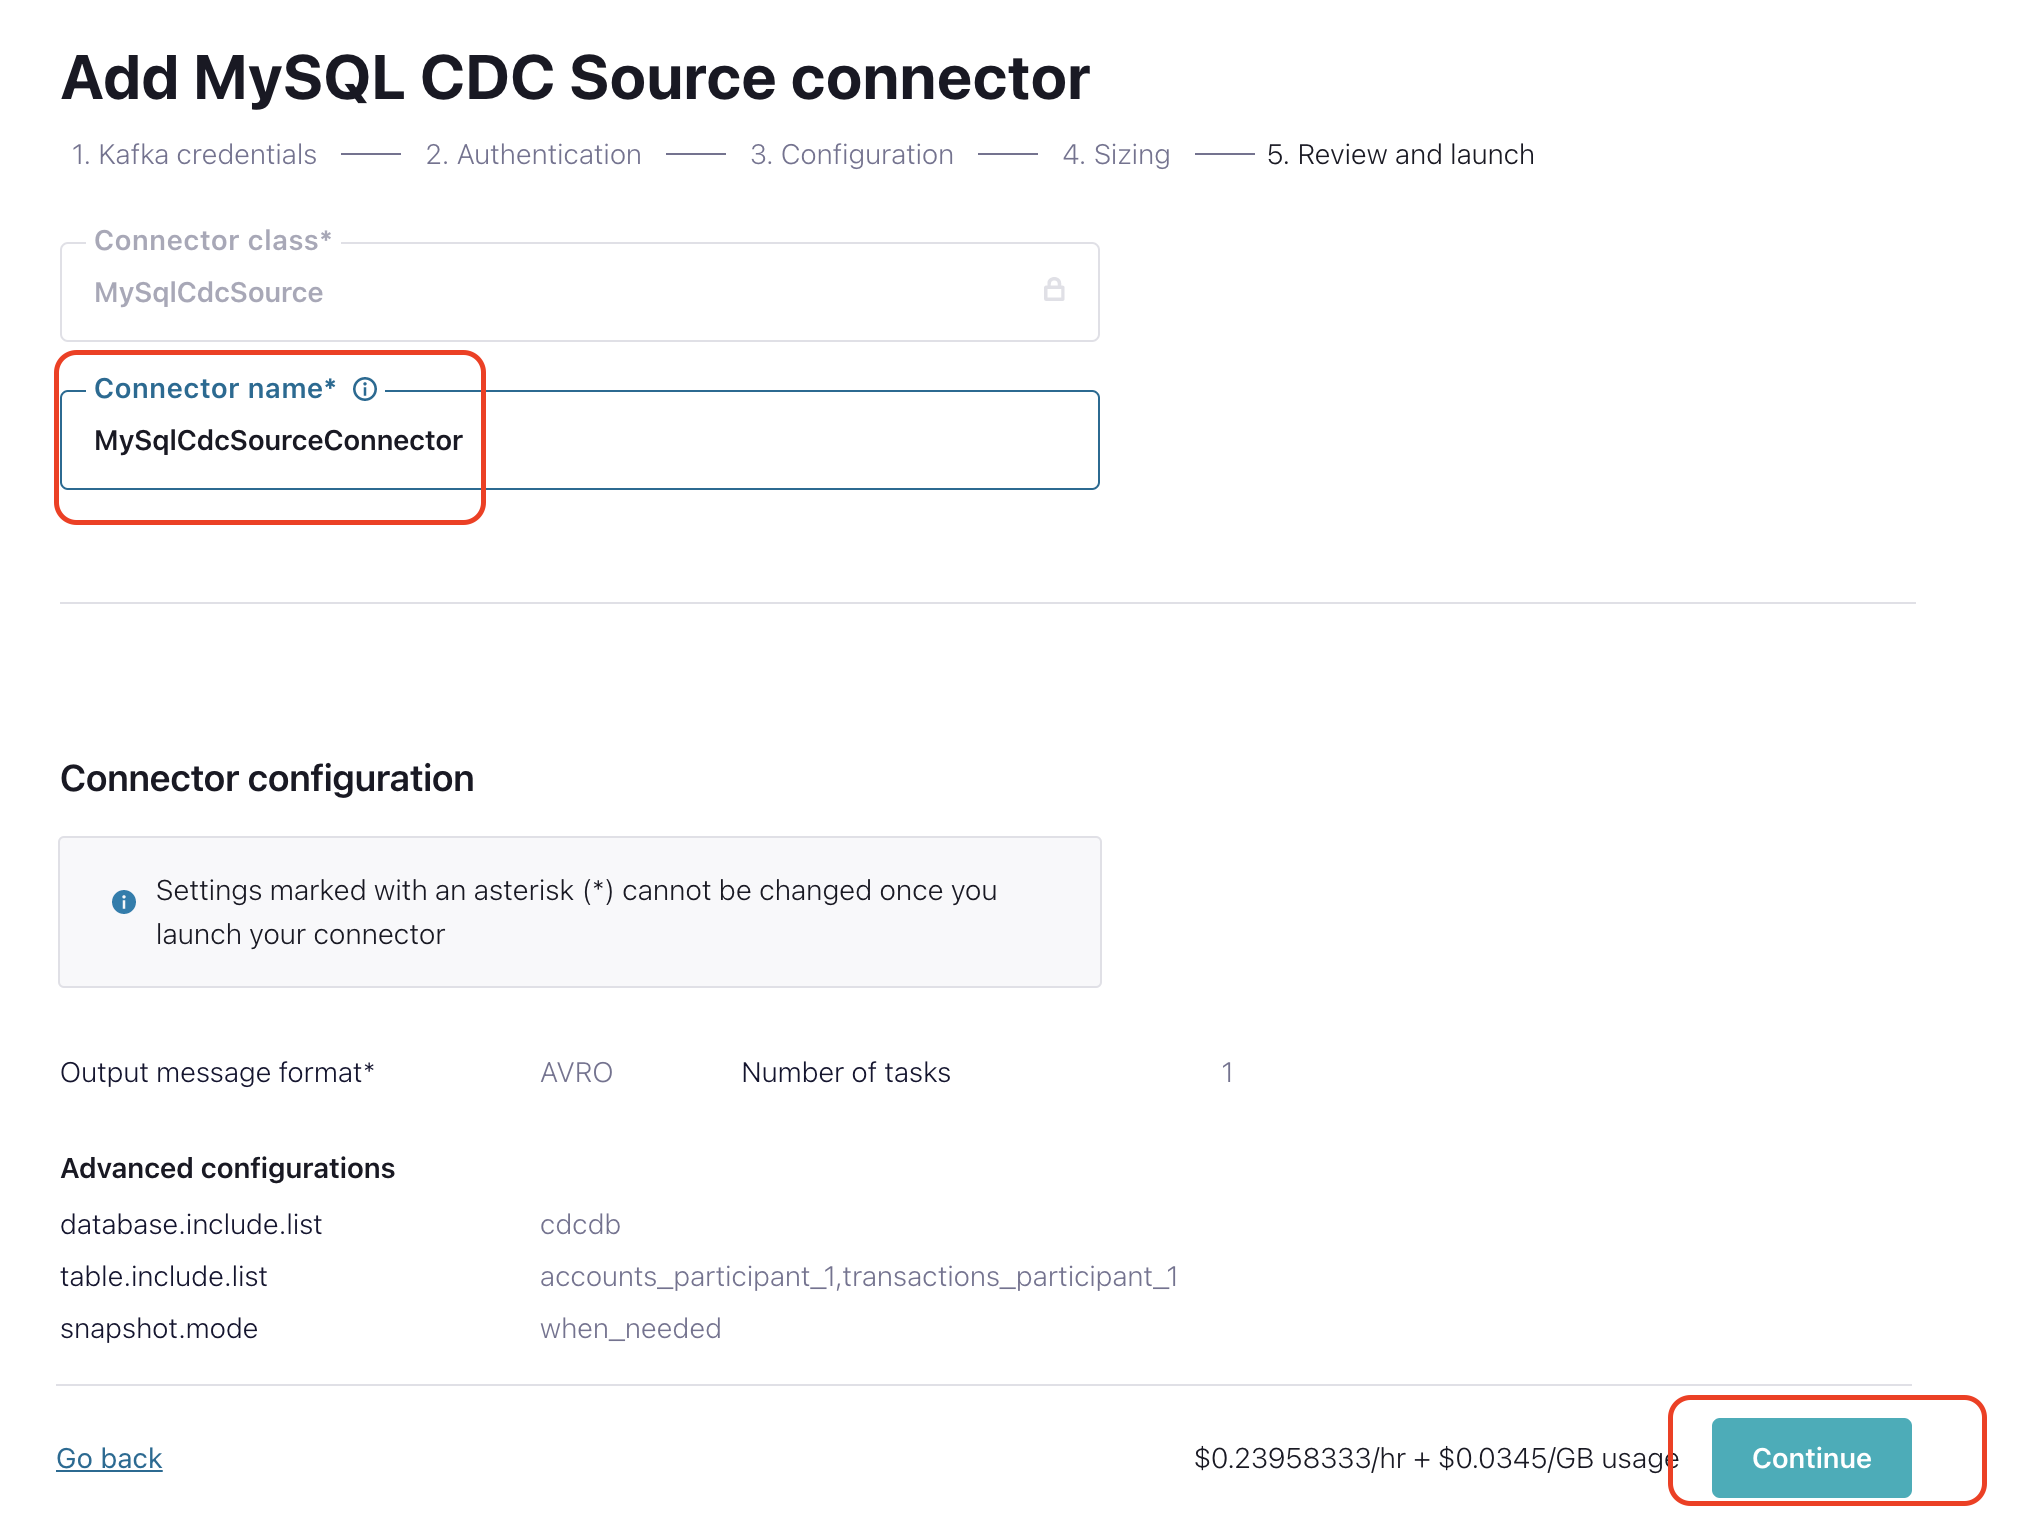 Add MySQL CDC Source connector
1. Kafka credentials 2. Authentication 3. Configuration 4. Sizing 5. Review and launch
Connector class*
MySqlCdcSource
Connector name*
MySqlCdcSourceConnector
Connector configuration
Settings marked with an asterisk (*) cannot be changed once you
launch your connector
Output message format* AVRO Number of tasks 1
Advanced configurations
database.include.list cdcdb
table.include.list accounts_participant_1,transactions_participant_1
snapshot.mode when_needed
Go back $0.23958333/hr + $0.0345/GB usage Continue